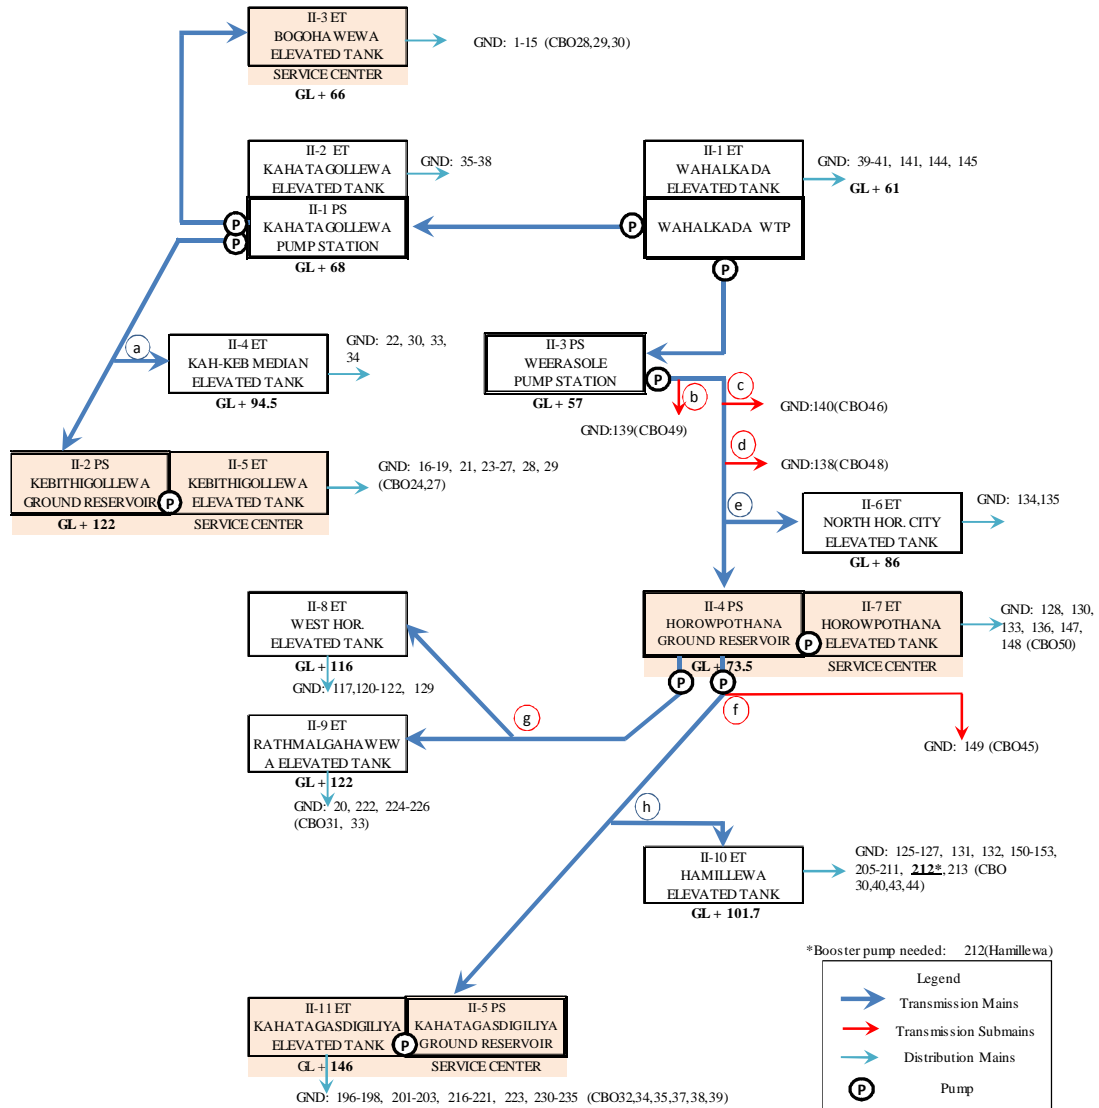 II-3 ET
BOGOHAWEWA
ELEVATED TANK
SERVICE CENTER
GL + 66
GND: 1-15 (CBO28,29,30)
II-2 ET
KAHATAGOLLEWA
ELEVATED TANK
GND: 35-38
II-1 PS
KAHATAGOLLEWA
PUMP STATION
GL + 68
P
P
II-1 ET
WAHALKADA
ELEVATED TANK
GND: 39-41, 141, 144, 145
GL + 61
WAHALKADA WTP
P
P
a
II-4 ET
KAH-KEB MEDIAN
ELEVATED TANK
GL + 94.5
GND: 22, 30, 33,
34
II-3 PS
WEERASOLE
PUMP STATION
GL + 57
P
b
GND:139(CBO49)
c
GND:140(CBO46)
d
GND:138(CBO48)
II-2 PS
KEBITHIGOLLEWA
GROUND RESERVOIR
GL + 122
P
II-5 ET
KEBITHIGOLLEWA
ELEVATED TANK
SERVICE CENTER
GND: 16-19, 21, 23-27, 28, 29
(CBO24,27)
e
II-6 ET
NORTH HOR. CITY
ELEVATED TANK
GL + 86
GND: 134,135
II-8 ET
WEST HOR.
ELEVATED TANK
GL + 116
GND: 117,120-122, 129
II-4 PS
HOROWPOTHANA
GROUND RESERVOIR
GL + 73.5
P
II-7 ET
HOROWPOTHANA
ELEVATED TANK
SERVICE CENTER
GND: 128, 130,
133, 136, 147,
148 (CBO50)
P
P
f
g
GND: 149 (CBO45)
II-9 ET
RATHMALGAHAWEW
A ELEVATED TANK
GL + 122
GND: 20, 222, 224-226
(CBO31, 33)
h
II-10 ET
HAMILLEWA
ELEVATED TANK
GL + 101.7
GND: 125-127, 131, 132, 150-153,
205-211, 212*, 213 (CBO
30,40,43,44)
II-11 ET
KAHATAGASDIGILIYA
ELEVATED TANK
GL + 146
P
II-5 PS
KAHATAGASDIGILIYA
GROUND RESERVOIR
SERVICE CENTER
GND: 196-198, 201-203, 216-221, 223, 230-235 (CBO32,34,35,37,38,39)
*Booster pump needed: 212(Hamillewa)
Legend
Transmission Mains
Transmission Submains
Distribution Mains
P
Pump